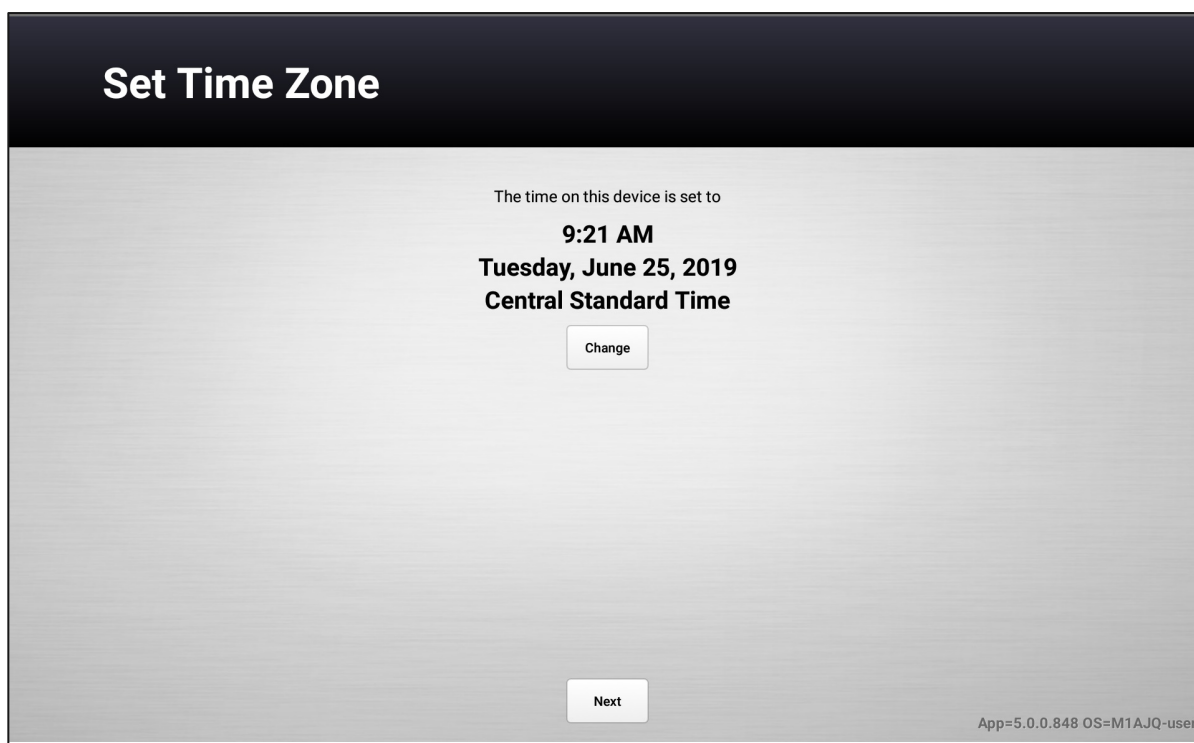 Set Time Zone
The time on this device is set to
9:21 AM
Tuesday, June 25, 2019
Central Standard Time
Change
Next
App=5.0.0.848 OS=M1AJQ-user